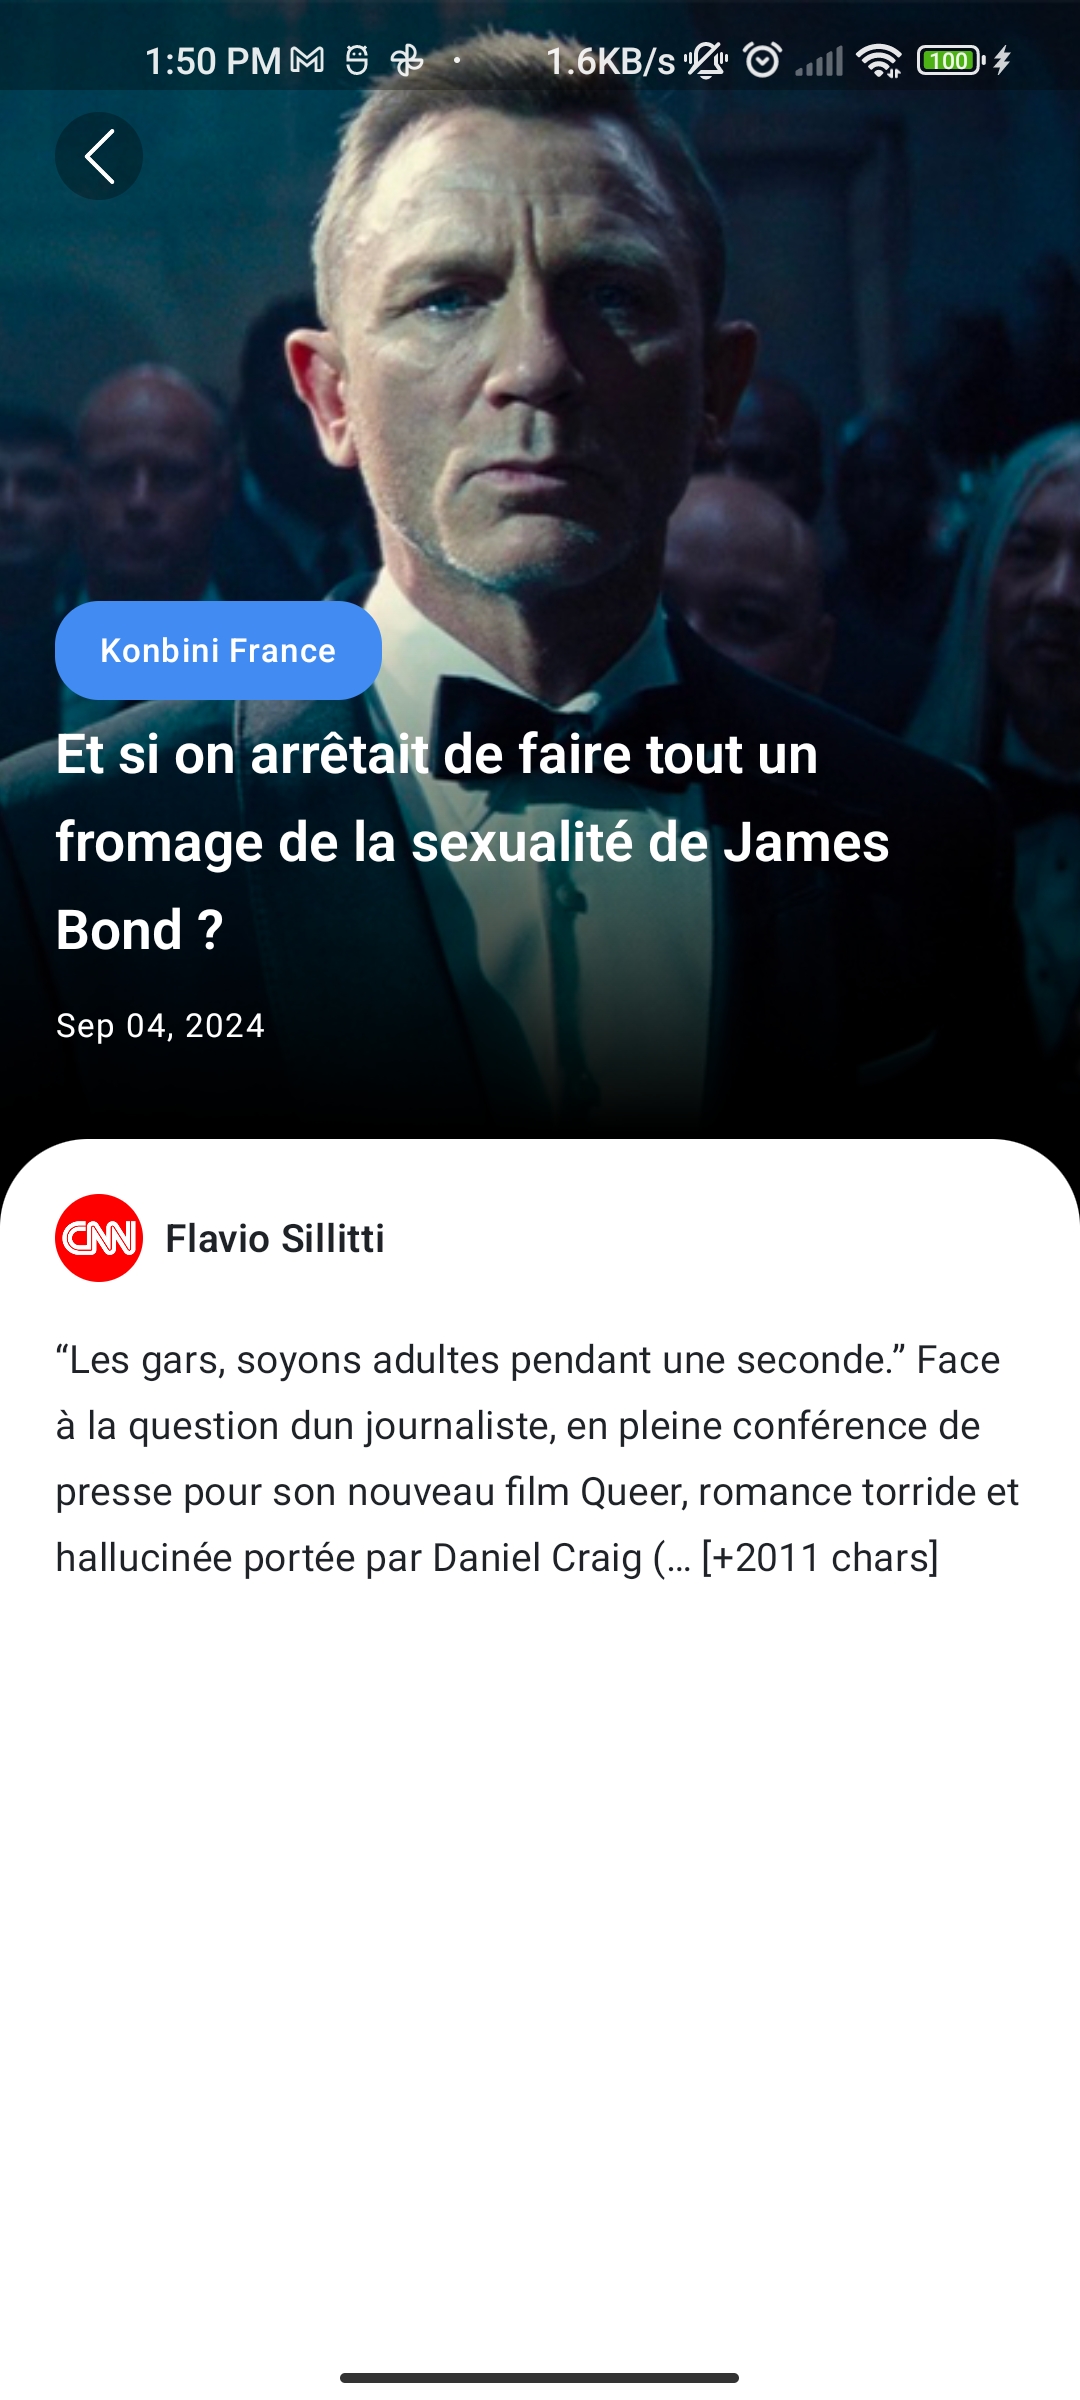 1:50 PM 1.6KB/s 100
Konbini France
Et si on arrêtait de faire tout un
fromage de la sexualité de James
Bond ?
Sep 04, 2024
CNN Flavio Sillitti
“Les gars, soyons adultes pendant une seconde.” Face
à la question dun journaliste, en pleine conférence de
presse pour son nouveau film Queer, romance torride et
hallucinée portée par Daniel Craig (… [+2011 chars]